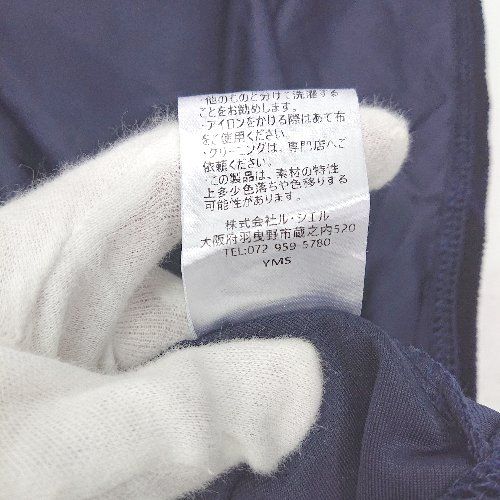 ・他のものと分けて洗濯する
ことをお勧めします。
・アイロンをかける際はあて布
をご使用ください。
・クリーニングは、専門店へご
依頼ください。
・この製品は、素材の特性
上多少色落ちや色移りする
可能性があります。
株式会社ル・シエル
大阪府羽曳野市蔵之内520
TEL:072-959-5780
YMS